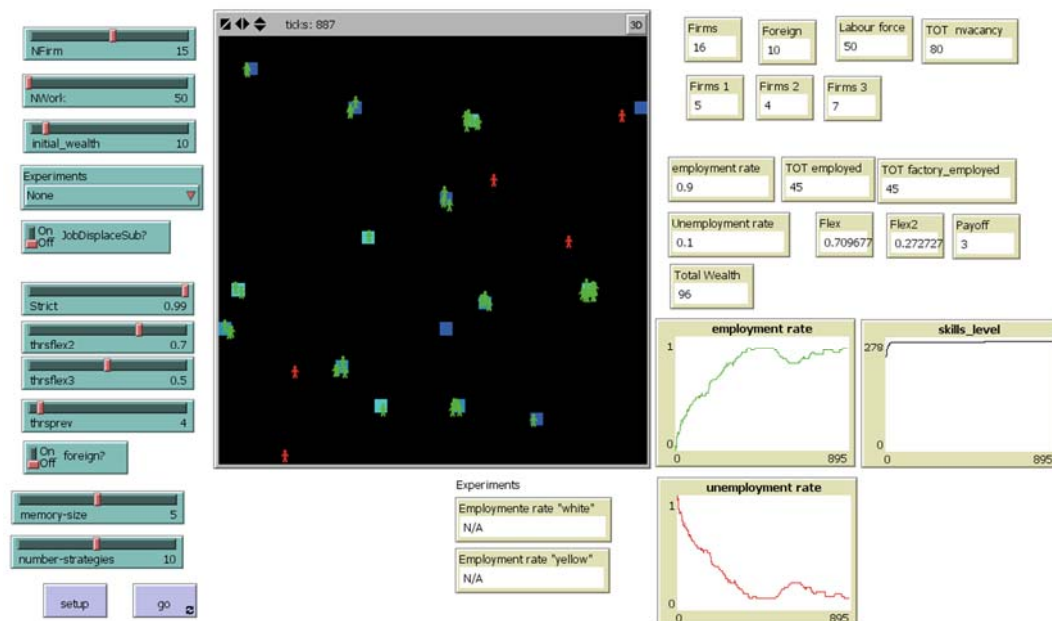 NFirm 15
NWork 50
initial_wealth 10
Experiments
None
On
Off JobDisplaceSub?
Strict 0.99
thrsflex2 0.7
thrsflex3 0.5
thrsprev 4
On
Off foreign?
memory-size 5
number-strategies 10
setup go
ticks: 887 3D
Firms
16
Foreign
10
Labour force
50
TOT nvacancy
80
Firms 1
5
Firms 2
4
Firms 3
7
employment rate
0.9
TOT employed
45
TOT factory_employed
45
Unemployment rate
0.1
Flex
0.709677
Flex2
0.272727
Payoff
3
Total Wealth
96
employment rate
1
0
0 895
skills_level
279
0
0 895
Experiments
Employmente rate "white"
N/A
Employment rate "yellow"
N/A
unemployment rate
1
0
0 895